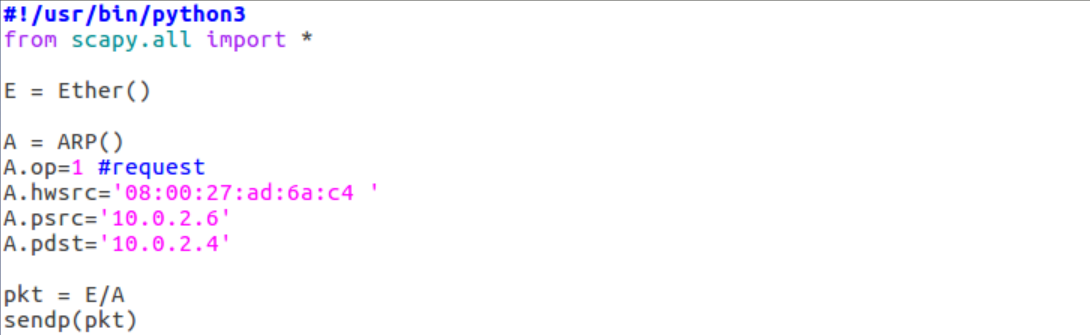 #!/usr/bin/python3
from scapy.all import *
E = Ether()
A = ARP()
A.op=1 #request
A.hwsrc='08:00:27:ad:6a:c4 '
A.psrc='10.0.2.6'
A.pdst='10.0.2.4'
pkt = E/A
sendp(pkt)